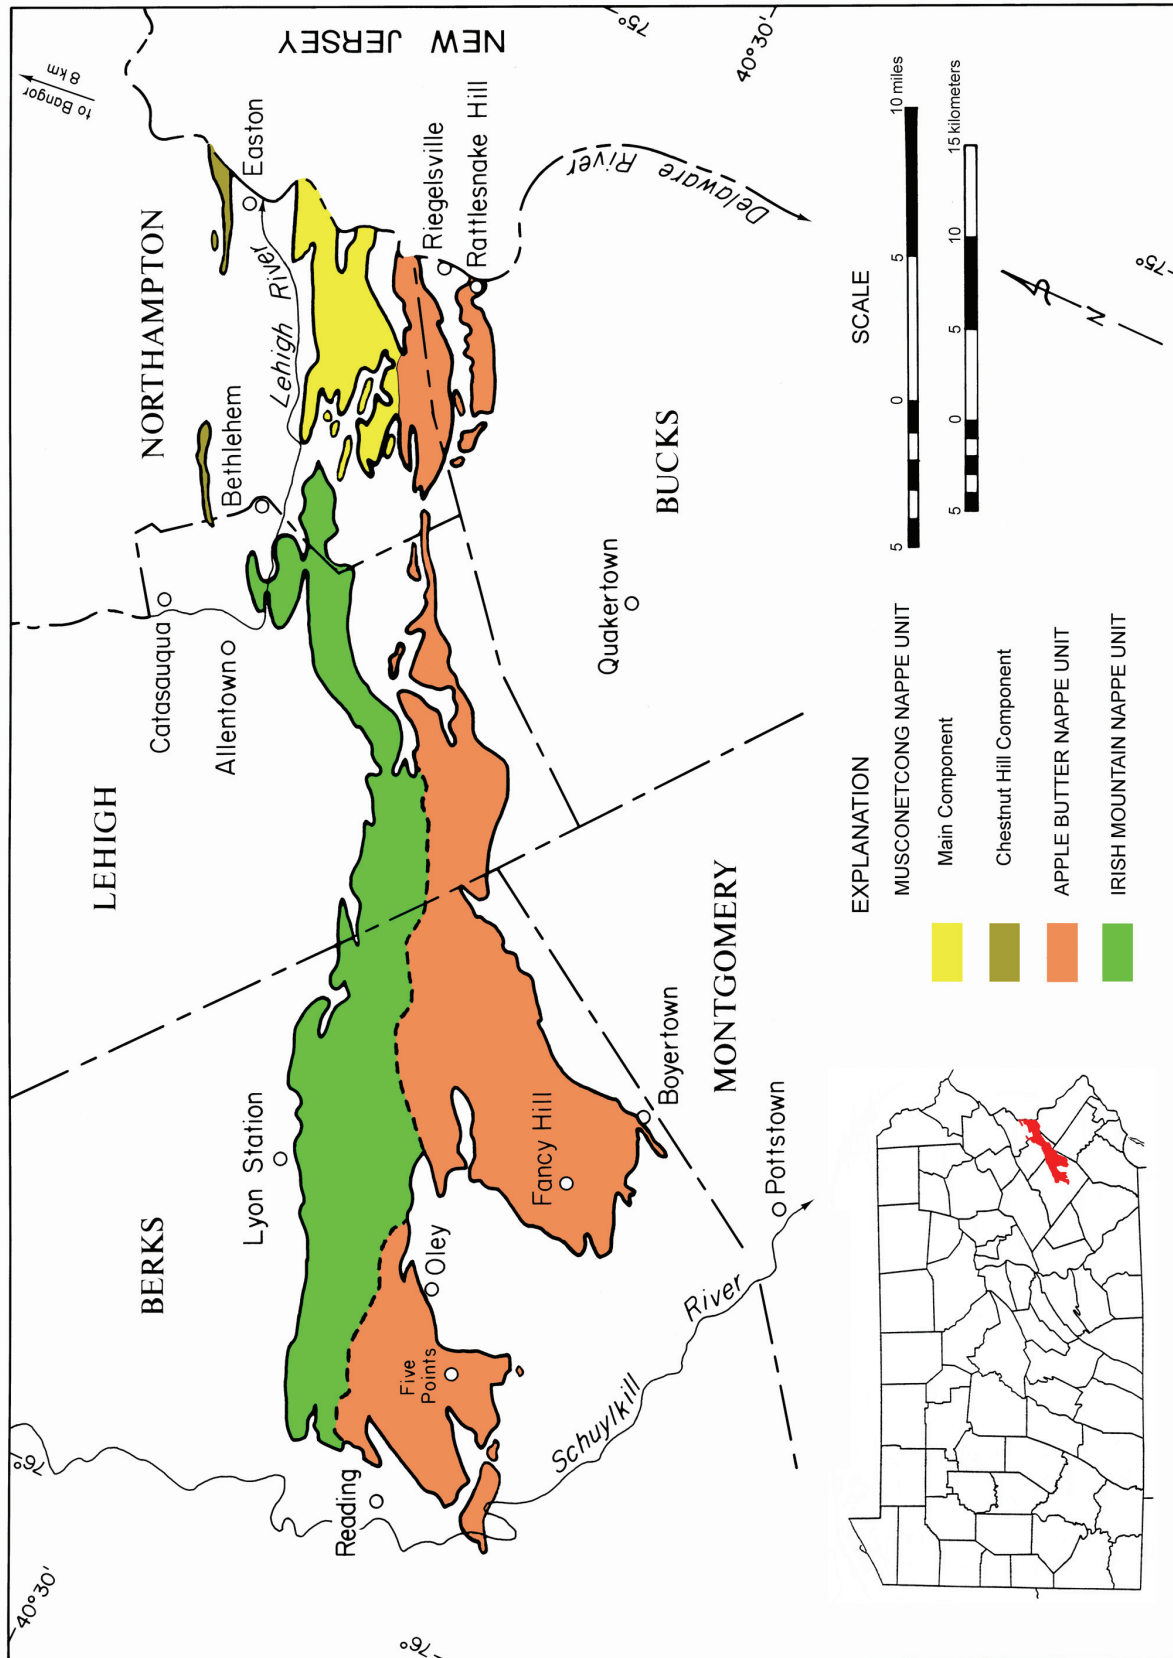 40°30'
76°
to Bangor
8 km
NEW JERSEY
75°
40°30'
LEHIGH
NORTHAMPTON
BERKS
Catasauqua
Allentown
Bethlehem
Easton
Lehigh River
Lyon Station
Riegelsville
Rattlesnake Hill
Delaware River
Reading
Oley
Five
Points
Fancy Hill
Boyertown
Quakertown
BUCKS
MONTGOMERY
Pottstown
Schuylkill River
76°
75°
EXPLANATION
MUSCONETCONG NAPPE UNIT
Main Component
Chestnut Hill Component
APPLE BUTTER NAPPE UNIT
IRISH MOUNTAIN NAPPE UNIT
SCALE
5 0 5 10 miles
5 0 5 10 15 kilometers
N